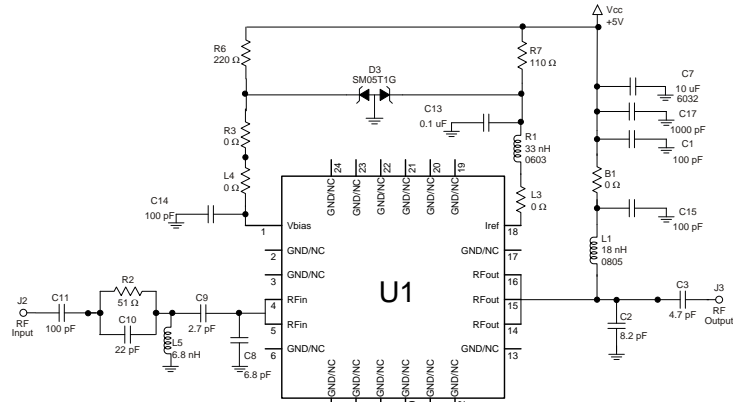 Vcc
+5V
R6
220 Ω
R7
110 Ω
D3
SM05T1G
C7
10 uF
6032
C13
0.1 uF
C17
1000 pF
R3
0 Ω
R1
33 nH
0603
C1
100 pF
L4
0 Ω
B1
0 Ω
L3
0 Ω
C14
100 pF
C15
100 pF
24
23
22
21
20
19
GND/NC
GND/NC
GND/NC
GND/NC
GND/NC
GND/NC
1
Vbias
Iref
18
L1
18 nH
0805
2
GND/NC
GND/NC
17
3
GND/NC
RFout
16
U1
4
RFin
RFout
15
5
RFin
RFout
14
6
GND/NC
GND/NC
13
J2
RF
Input
C11
100 pF
R2
51 Ω
C10
22 pF
L5
6.8 nH
C9
2.7 pF
C8
6.8 pF
C2
8.2 pF
C3
4.7 pF
J3
RF
Output
GND/NC
GND/NC
GND/NC
GND/NC
GND/NC
GND/NC